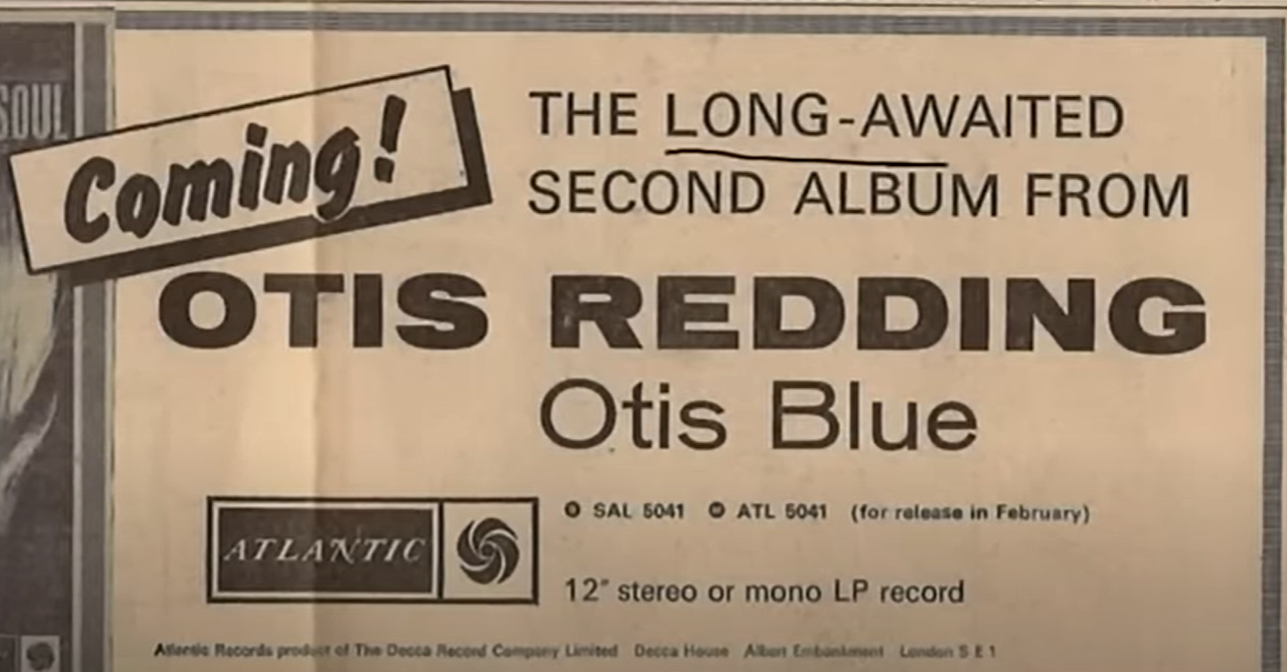 SOUL
Coming!
THE LONG-AWAITED
SECOND ALBUM FROM
OTIS REDDING
Otis Blue
ATLANTIC
S SAL 5041 M ATL 5041 (for release in February)
12" stereo or mono LP record
Atlantic Records product of The Decca Record Company Limited Decca House Albert Embankment London S E 1